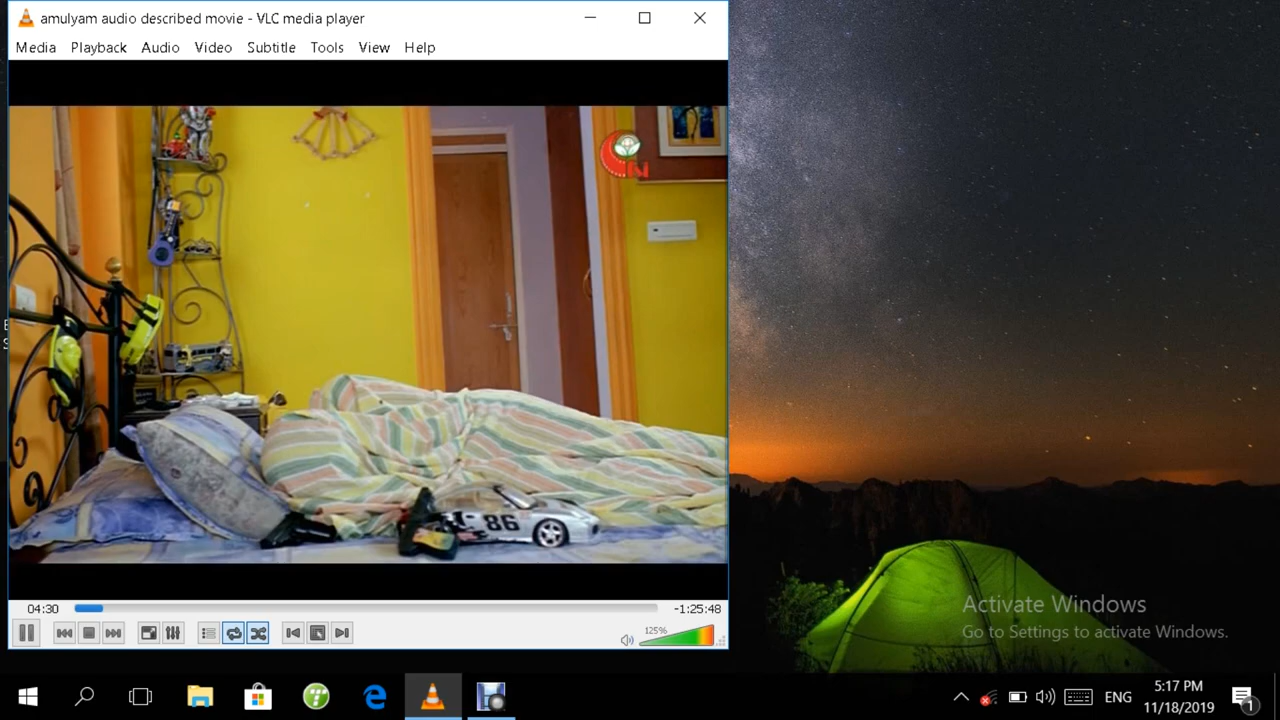 amulyam audio described movie - VLC media player
Media Playback Audio Video Subtitle Tools View Help
86
04:30
-1:25:48
125%
Activate Windows
Go to Settings to activate Windows.
ENG
5:17 PM
11/18/2019
1